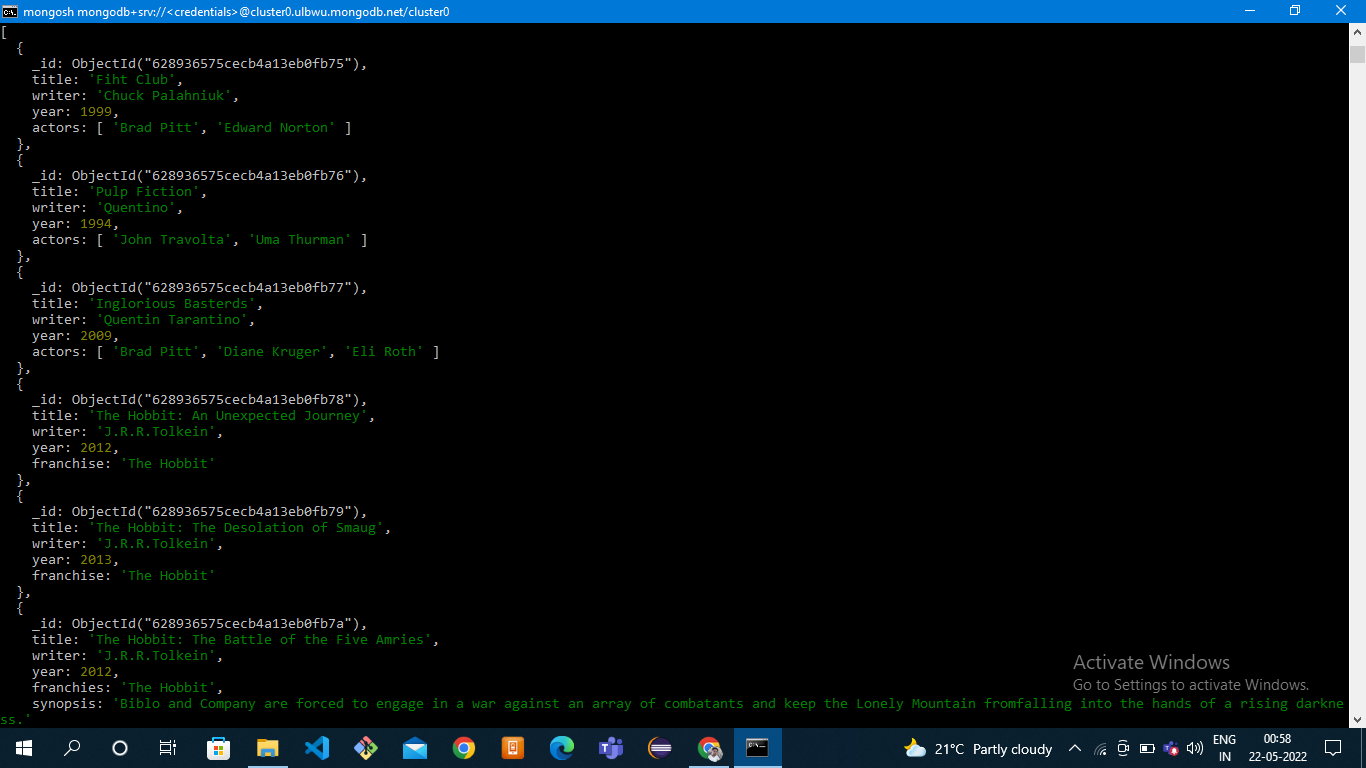 mongosh mongodb+srv://<credentials>@cluster0.ulbwu.mongodb.net/cluster0
[
{
_id: ObjectId("628936575cecb4a13eb0fb75"),
title: 'Fiht Club',
writer: 'Chuck Palahniuk',
year: 1999,
actors: [ 'Brad Pitt', 'Edward Norton' ]
},
{
_id: ObjectId("628936575cecb4a13eb0fb76"),
title: 'Pulp Fiction',
writer: 'Quentino',
year: 1994,
actors: [ 'John Travolta', 'Uma Thurman' ]
},
{
_id: ObjectId("628936575cecb4a13eb0fb77"),
title: 'Inglorious Basterds',
writer: 'Quentin Tarantino',
year: 2009,
actors: [ 'Brad Pitt', 'Diane Kruger', 'Eli Roth' ]
},
{
_id: ObjectId("628936575cecb4a13eb0fb78"),
title: 'The Hobbit: An Unexpected Journey',
writer: 'J.R.R.Tolkein',
year: 2012,
franchise: 'The Hobbit'
},
{
_id: ObjectId("628936575cecb4a13eb0fb79"),
title: 'The Hobbit: The Desolation of Smaug',
writer: 'J.R.R.Tolkein',
year: 2013,
franchise: 'The Hobbit'
},
{
_id: ObjectId("628936575cecb4a13eb0fb7a"),
title: 'The Hobbit: The Battle of the Five Amries',
writer: 'J.R.R.Tolkein',
year: 2012,
franchies: 'The Hobbit',
synopsis: 'Biblo and Company are forced to engage in a war against an array of combatants and keep the Lonely Mountain fromfalling into the hands of a rising darkne
ss.'
Activate Windows
Go to Settings to activate Windows.
21°C Partly cloudy
ENG
IN
00:58
22-05-2022